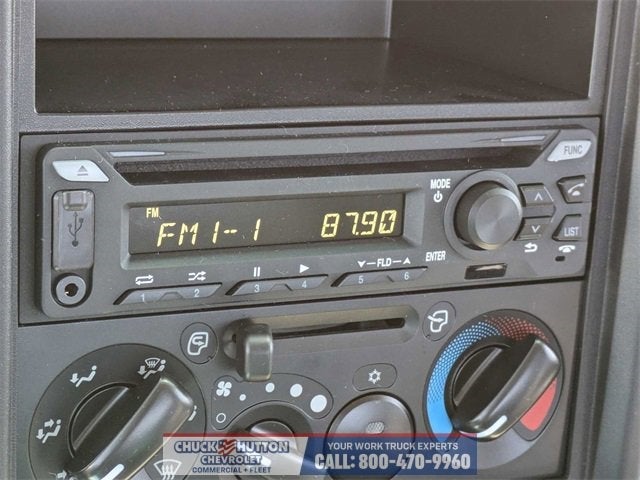 FUNC
MODE
FM
FM1-1 87.90
LIST
FLD ENTER
1 2 3 4 5 6
CHUCK HUTTON
CHEVROLET
COMMERCIAL + FLEET
YOUR WORK TRUCK EXPERTS
CALL: 800-470-9960